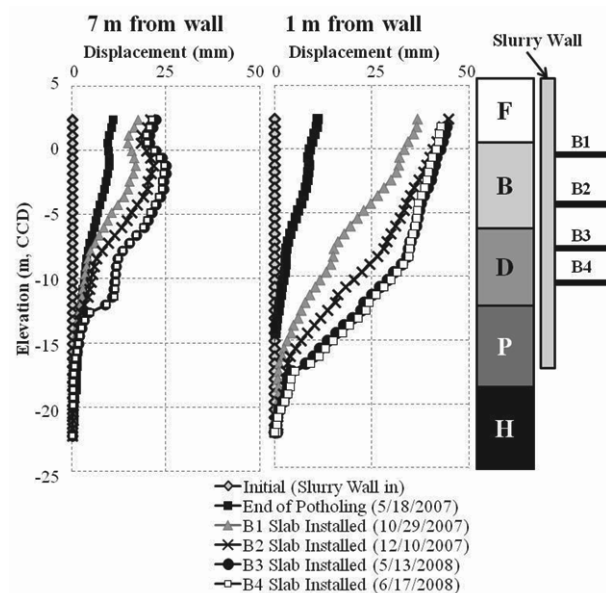 7 m from wall
1 m from wall
Displacement (mm)
Displacement (mm)
0 25 50
0 25 50
Slurry Wall
Elevation (m, CCD)
5
0
-5
-10
-15
-20
-25
F
B
D
P
H
B1
B2
B3
B4
Initial (Slurry Wall in)
End of Potholing (5/18/2007)
B1 Slab Installed (10/29/2007)
B2 Slab Installed (12/10/2007)
B3 Slab Installed (5/13/2008)
B4 Slab Installed (6/17/2008)